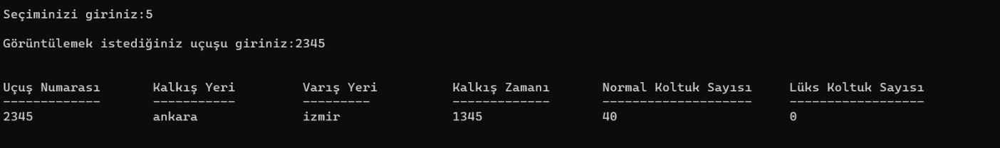 Seçiminizi giriniz:5
Görüntülemek istediğiniz uçuşu giriniz:2345
Uçuş Numarası Kalkış Yeri Varış Yeri Kalkış Zamanı Normal Koltuk Sayısı Lüks Koltuk Sayısı
------------- ----------- --------- ------------- -------------------- ------------------
2345 ankara izmir 1345 40 0